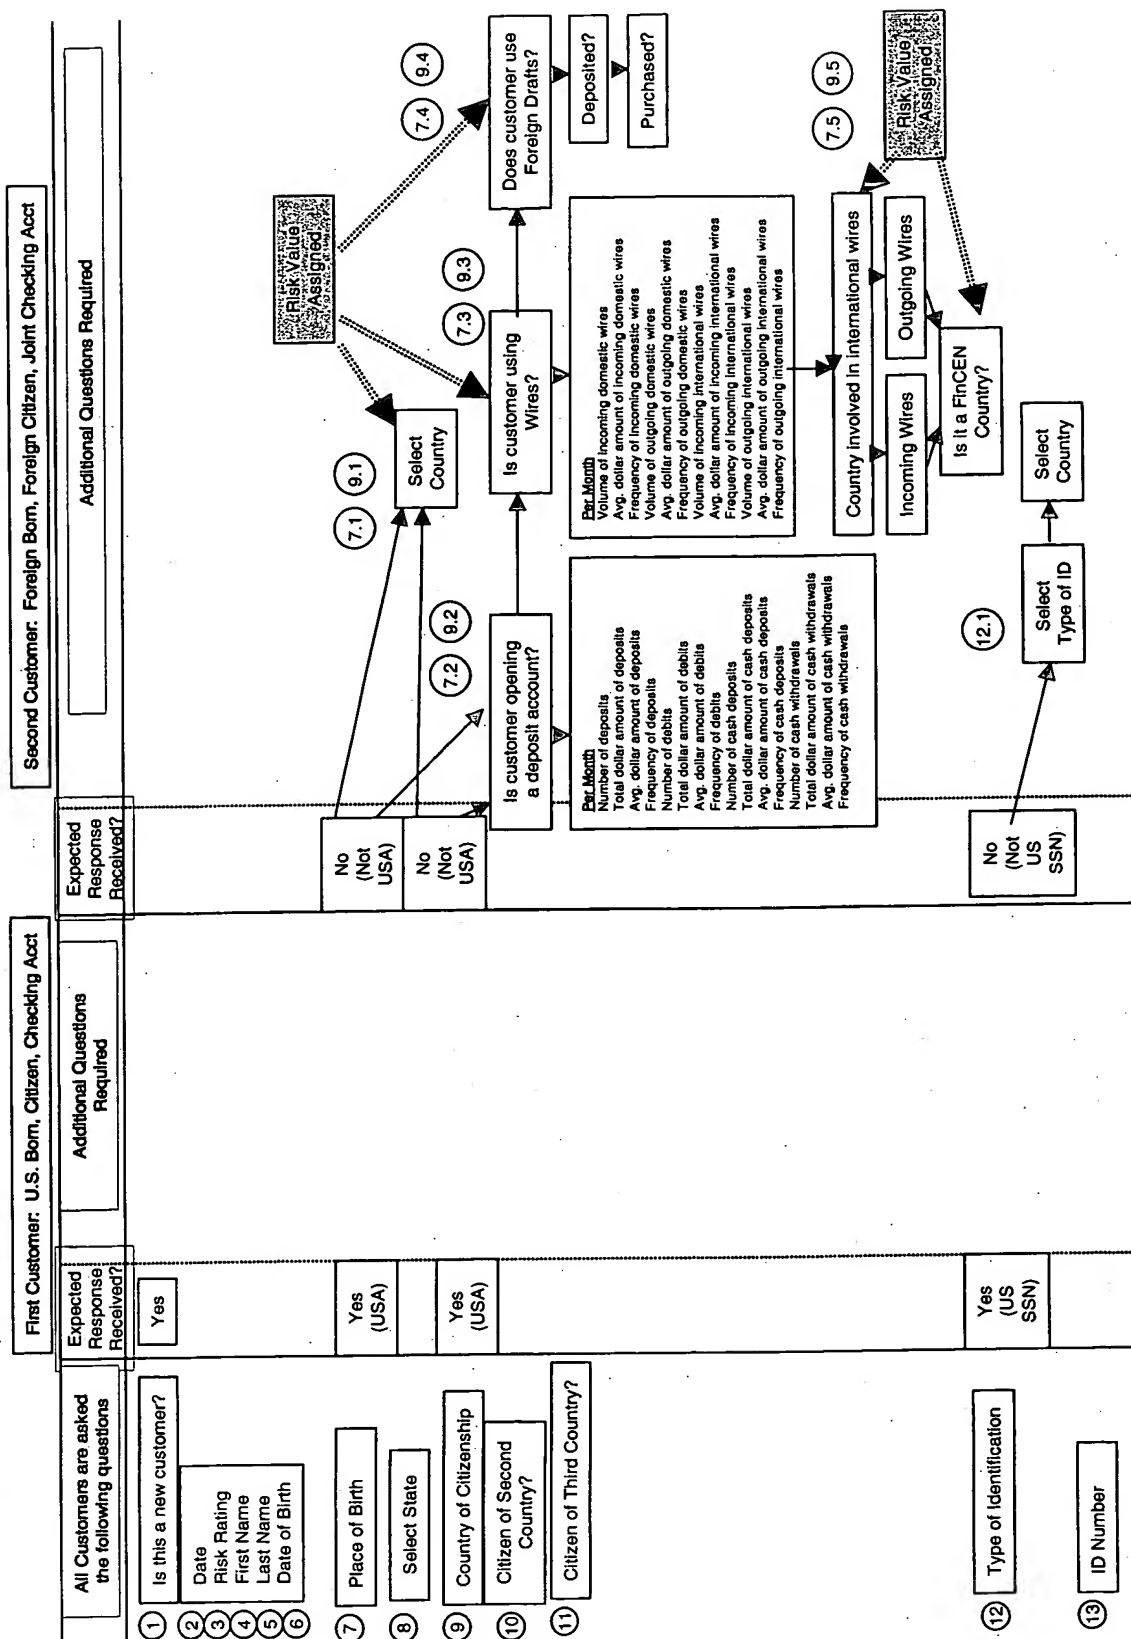 First Customer: U.S. Born, Citizen, Checking Acct
Second Customer: Foreign Born, Foreign Citizen, Joint Checking Acct
All Customers are asked
the following questions
Expected
Response
Received?
Additional Questions
Required
Expected
Response
Received?
Additional Questions Required
1
Is this a new customer?
Yes
2
Date
3
Risk Rating
4
First Name
5
Last Name
6
Date of Birth
7
Place of Birth
Yes
(USA)
No
(Not
USA)
8
Select State
9
Country of Citizenship
Yes
(USA)
No
(Not
USA)
10
Citizen of Second
Country?
11
Citizen of Third Country?
Risk Value
Assigned
7.1
9.1
Select
Country
7.2
9.2
Is customer opening
a deposit account?
7.3
9.3
Is customer using
Wires?
7.4
9.4
Does customer use
Foreign Drafts?
Deposited?
Purchased?
Per Month
Number of deposits
Total dollar amount of deposits
Avg. dollar amount of deposits
Frequency of deposits
Number of debits
Total dollar amount of debits
Avg. dollar amount of debits
Frequency of debits
Number of cash deposits
Total dollar amount of cash deposits
Avg. dollar amount of cash deposits
Frequency of cash deposits
Number of cash withdrawals
Total dollar amount of cash withdrawals
Avg. dollar amount of cash withdrawals
Frequency of cash withdrawals
Per Month
Volume of incoming domestic wires
Avg. dollar amount of incoming domestic wires
Frequency of incoming domestic wires
Volume of outgoing domestic wires
Avg. dollar amount of outgoing domestic wires
Frequency of outgoing domestic wires
Volume of incoming international wires
Avg. dollar amount of incoming international wires
Frequency of incoming international wires
Volume of outgoing international wires
Avg. dollar amount of outgoing international wires
Frequency of outgoing international wires
7.5
9.5
Risk Value
Assigned
Country involved in international wires
Incoming Wires
Outgoing Wires
Is it a FinCEN
Country?
12
Type of Identification
Yes
(US
SSN)
No
(Not
US
SSN)
12.1
Select
Type of ID
Select
Country
13
ID Number